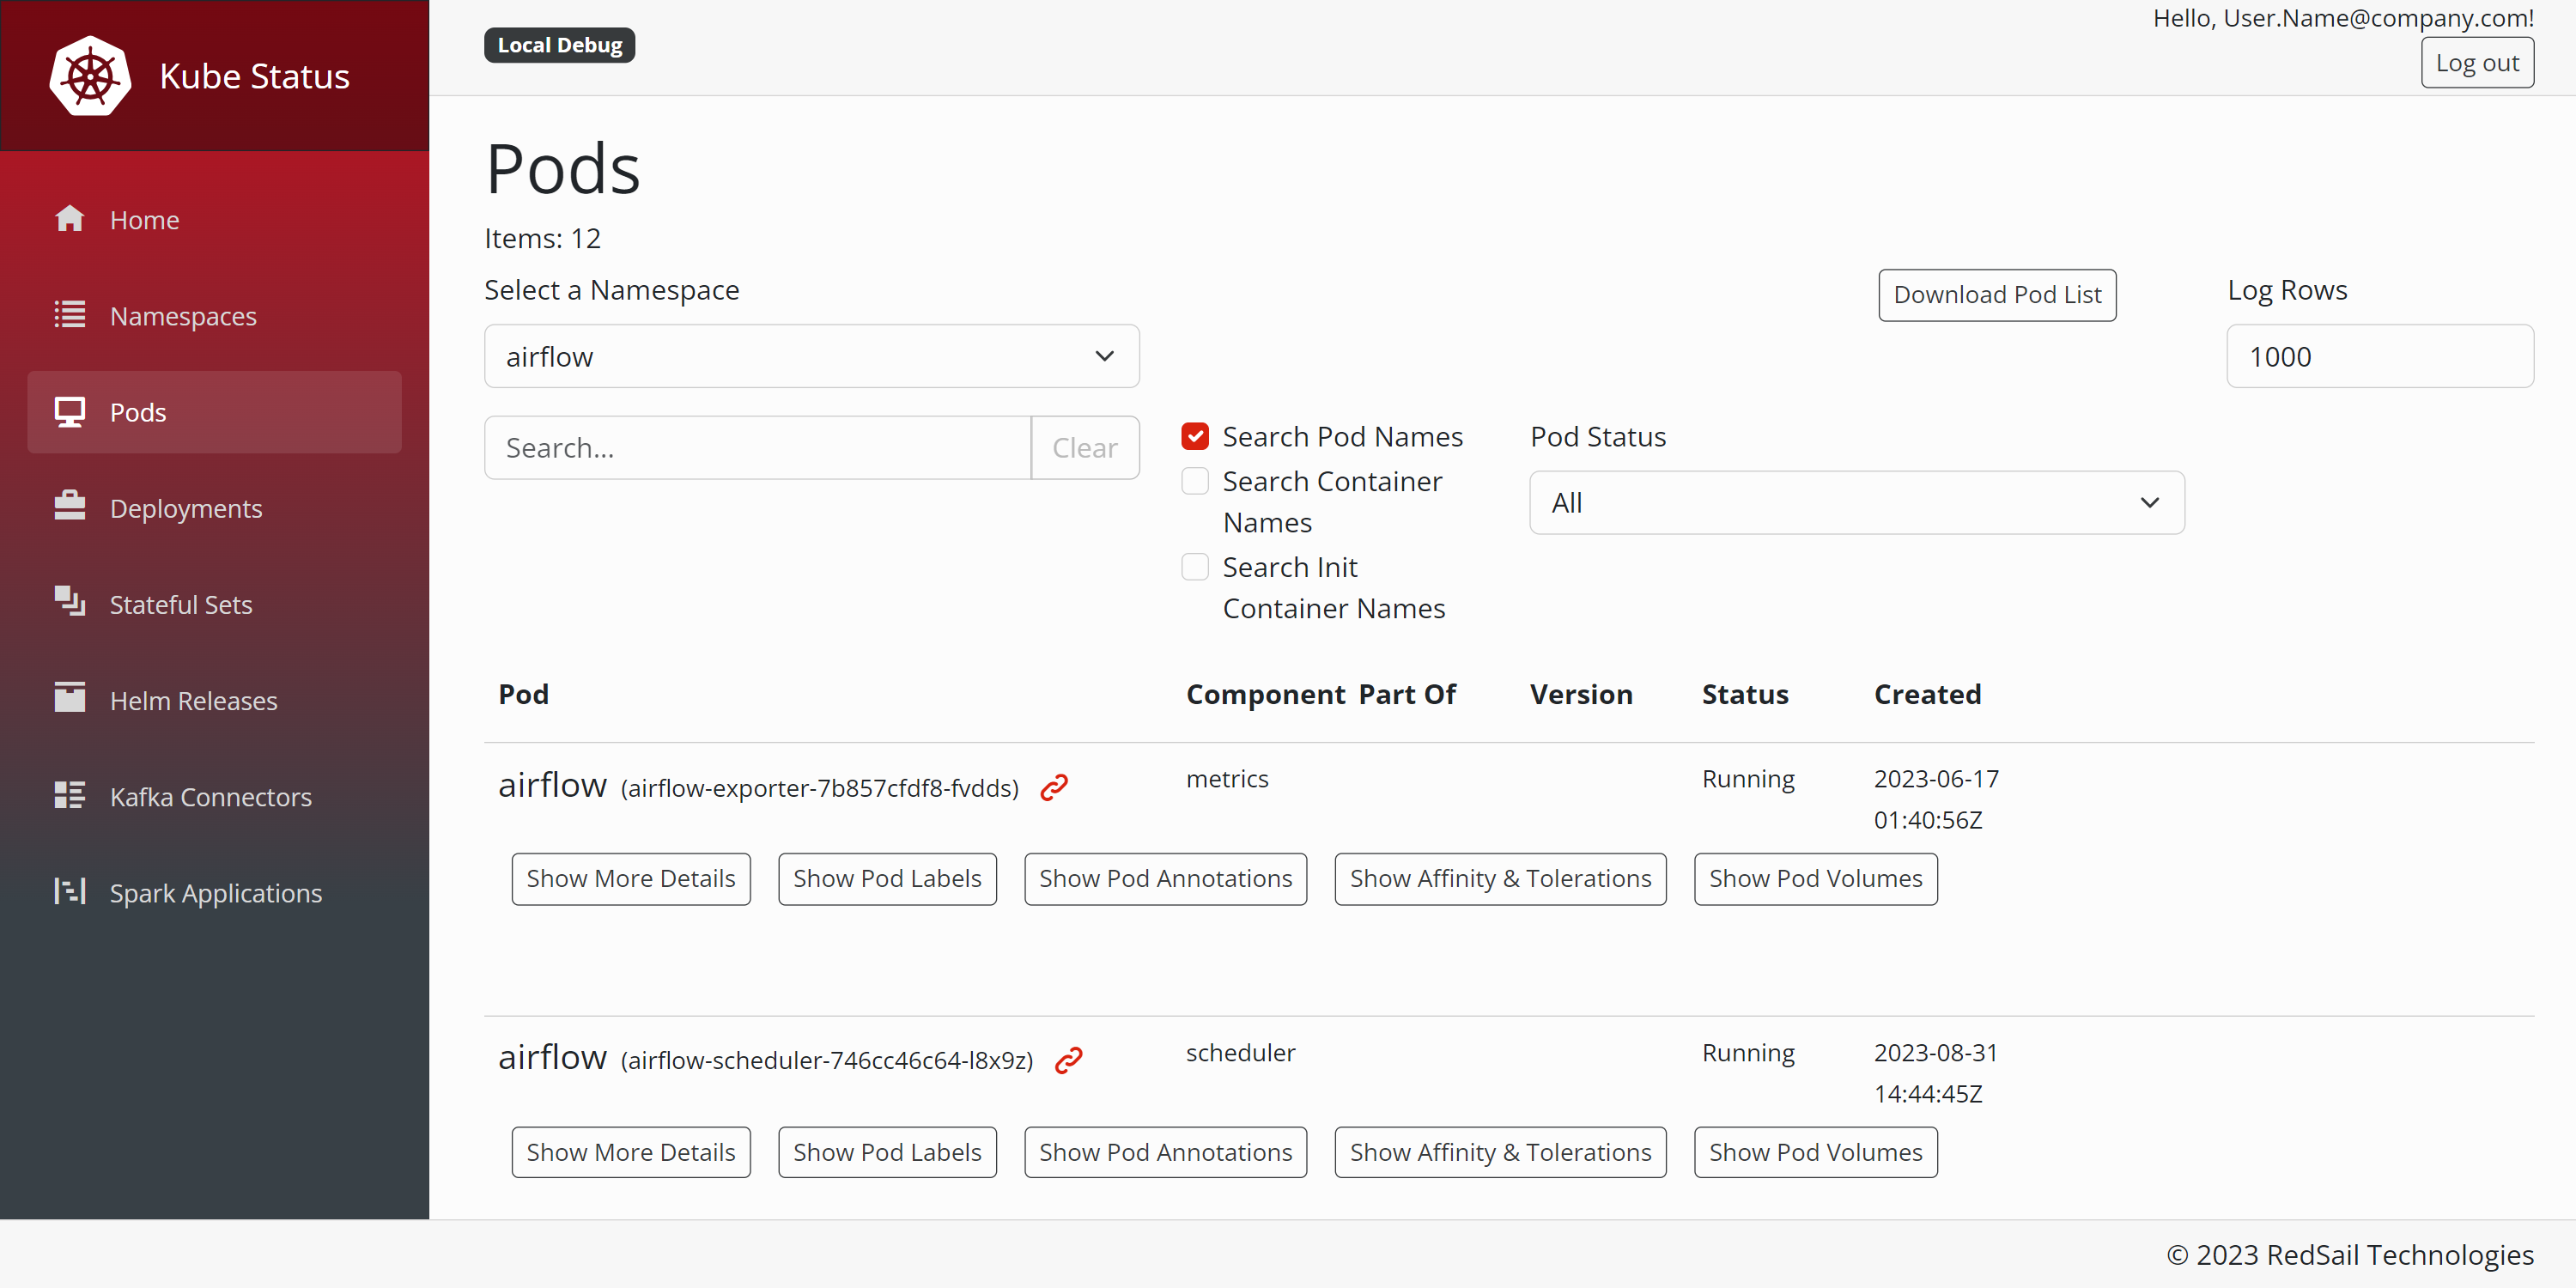 Kube Status
Home
Namespaces
Pods
Deployments
Stateful Sets
Helm Releases
Kafka Connectors
Spark Applications
Local Debug
Hello, User.Name@company.com!
Log out
Pods
Items: 12
Select a Namespace
airflow
Download Pod List
Log Rows
1000
Search...
Clear
Search Pod Names
Search Container
Names
Search Init
Container Names
Pod Status
All
Pod Component Part Of Version Status Created
airflow (airflow-exporter-7b857cfdf8-fvdds) metrics Running 2023-06-17
01:40:56Z
Show More Details Show Pod Labels Show Pod Annotations Show Affinity & Tolerations Show Pod Volumes
airflow (airflow-scheduler-746cc46c64-l8x9z) scheduler Running 2023-08-31
14:44:45Z
Show More Details Show Pod Labels Show Pod Annotations Show Affinity & Tolerations Show Pod Volumes
© 2023 RedSail Technologies